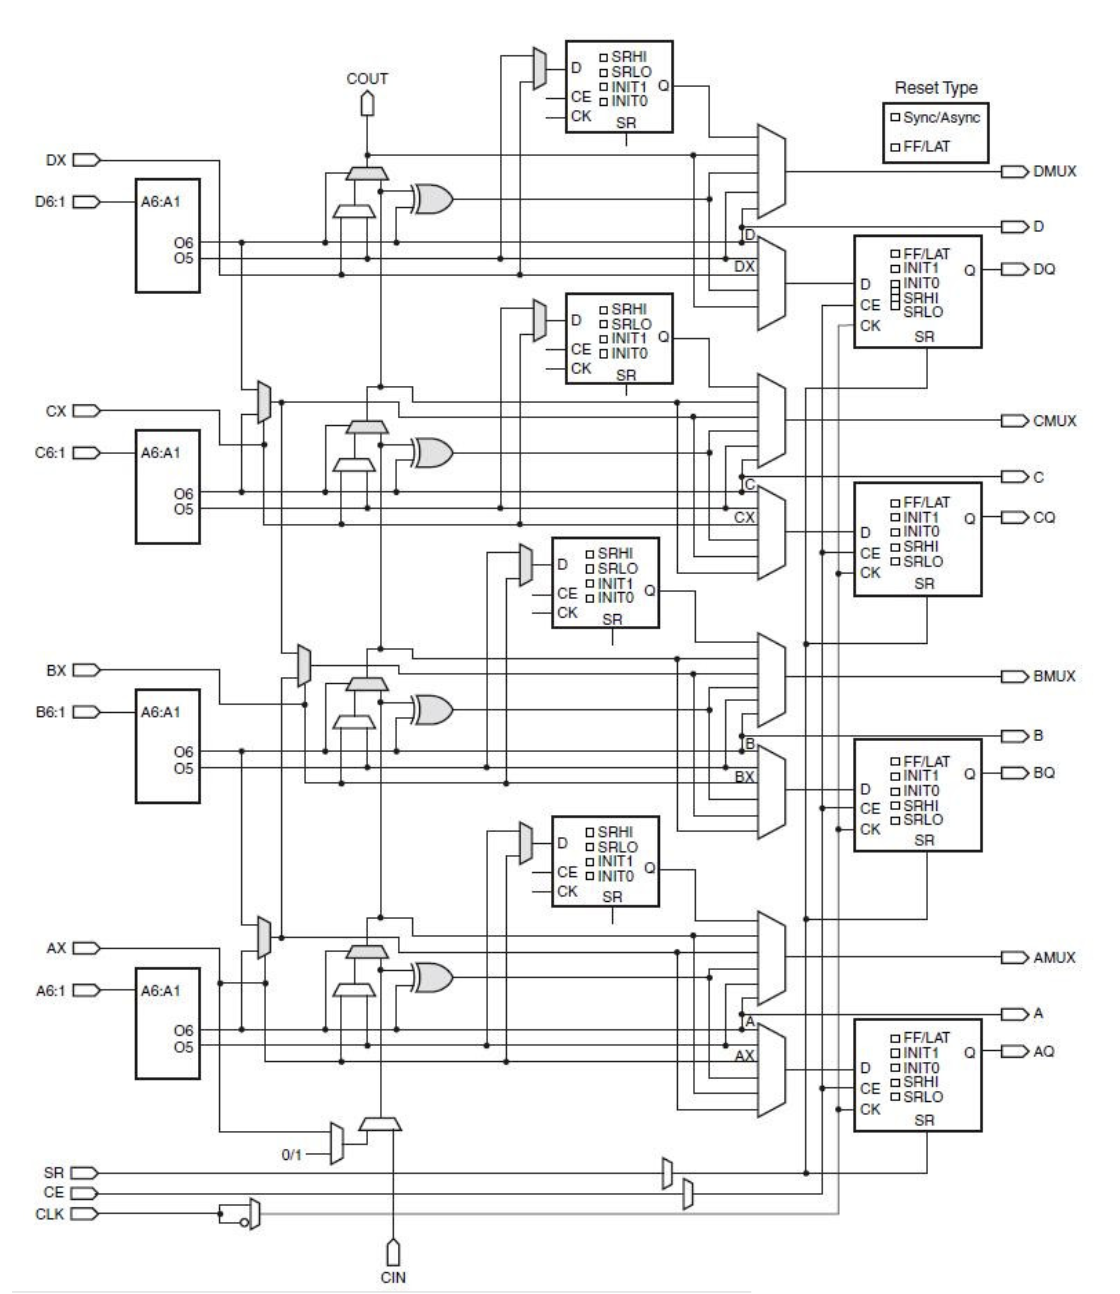 SRHI
D
SRLO
Q
INIT1
CE
INIT0
CK
SR
COUT
Reset Type
Sync/Async
FF/LAT
DX
DMUX
D6:1
A6:A1
D
D
O6
O5
DX
FF/LAT
INIT1
Q
DQ
D
INIT0
CE
SRHI
SRLO
CK
SR
SRHI
D
SRLO
Q
INIT1
CE
INIT0
CK
SR
CX
CMUX
C6:1
A6:A1
C
C
O6
O5
CX
FF/LAT
INIT1
Q
CQ
D
INIT0
CE
SRHI
SRLO
CK
SR
SRHI
D
SRLO
Q
INIT1
CE
INIT0
CK
SR
BX
BMUX
B6:1
A6:A1
B
B
O6
O5
BX
FF/LAT
INIT1
Q
BQ
D
INIT0
CE
SRHI
SRLO
CK
SR
SRHI
D
SRLO
Q
INIT1
CE
INIT0
CK
SR
AX
AMUX
A6:1
A6:A1
A
A
O6
O5
AX
FF/LAT
INIT1
Q
AQ
D
INIT0
CE
SRHI
SRLO
CK
SR
0/1
SR
CE
CLK
CIN